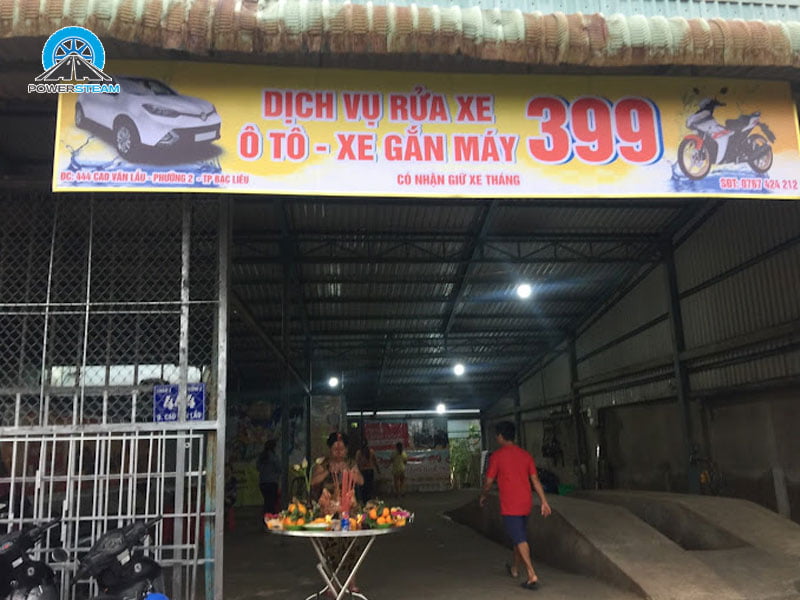 POWERSTEAM
DỊCH VỤ RỬA XE
Ô TÔ - XE GẮN MÁY 399
CÓ NHẬN GIỮ XE THÁNG
ĐC: 444 CAO VĂN LẦU - PHƯỜNG 2 - TP BẠC LIÊU
SĐT: 0787 424 212
444